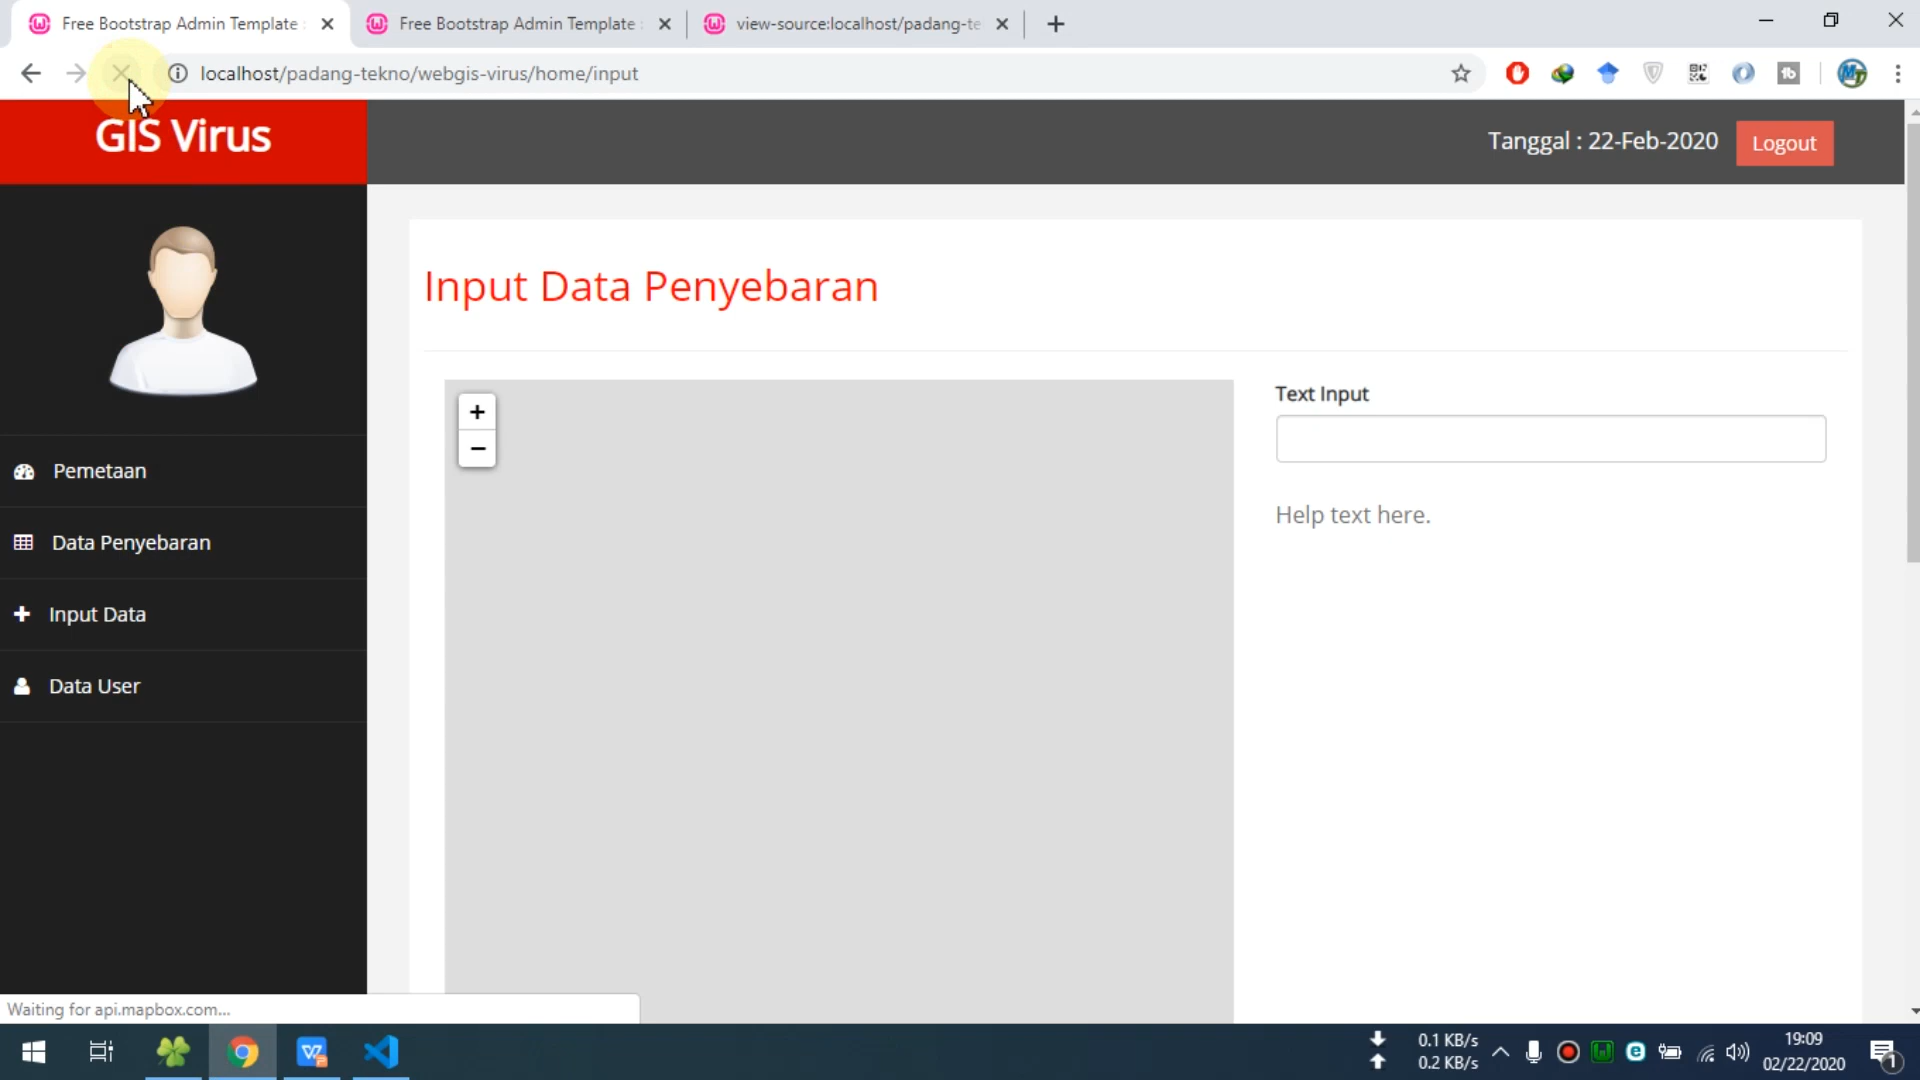 Free Bootstrap Admin Template :
Free Bootstrap Admin Template :
view-source:localhost/padang-te
localhost/padang-tekno/webgis-virus/home/input
GIS Virus
Tanggal : 22-Feb-2020
Logout
Input Data Penyebaran
+
−
Text Input
Help text here.
Pemetaan
Data Penyebaran
Input Data
Data User
Waiting for api.mapbox.com...
0.1 KB/s
0.2 KB/s
19:09
02/22/2020
1